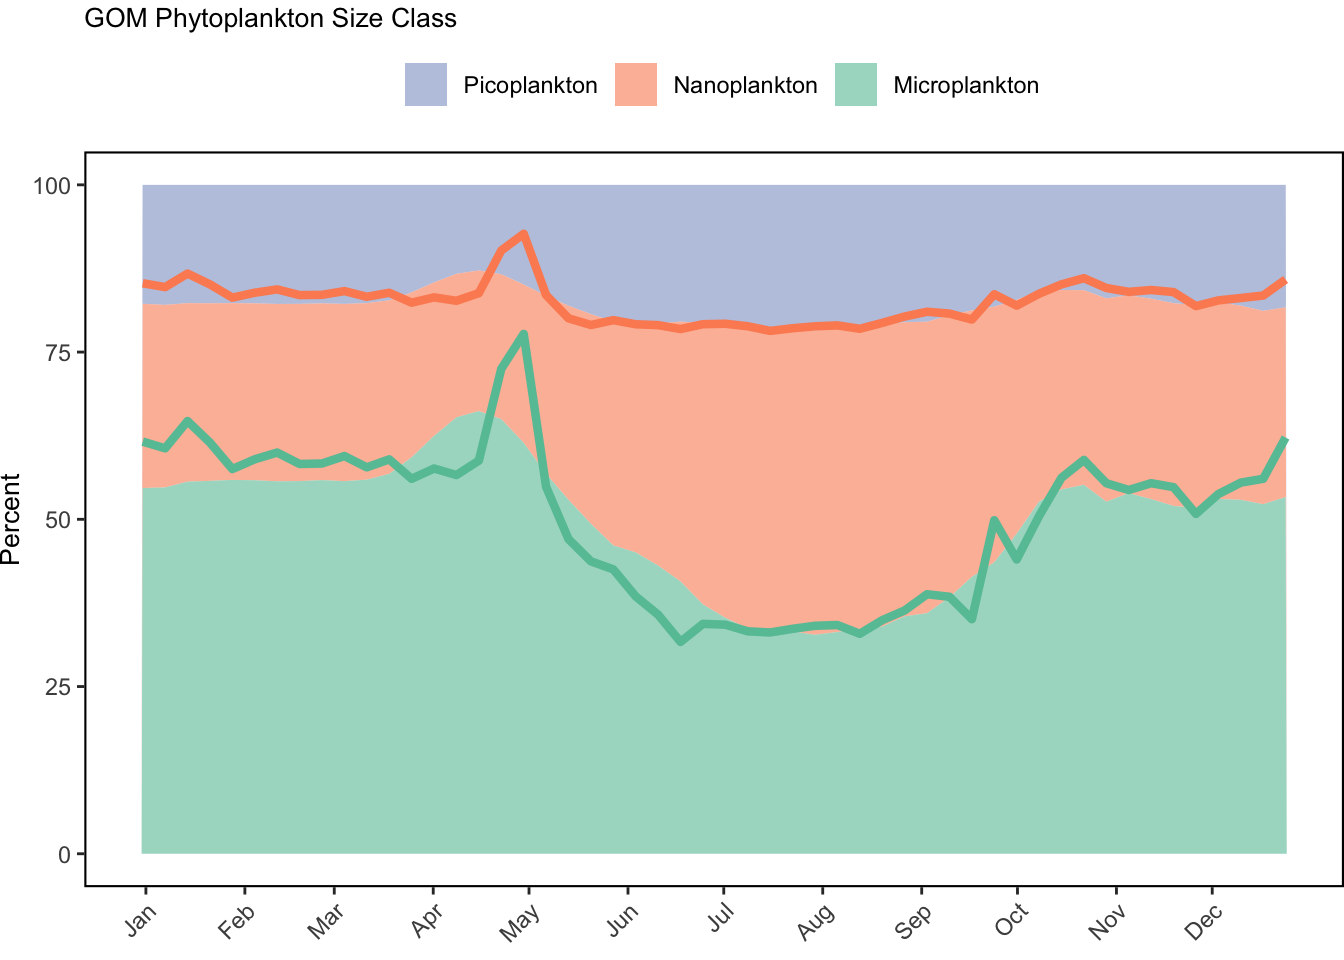 GOM Phytoplankton Size Class
Picoplankton Nanoplankton Microplankton
Percent
100
75
50
25
0
Jan Feb Mar Apr May Jun Jul Aug Sep Oct Nov Dec